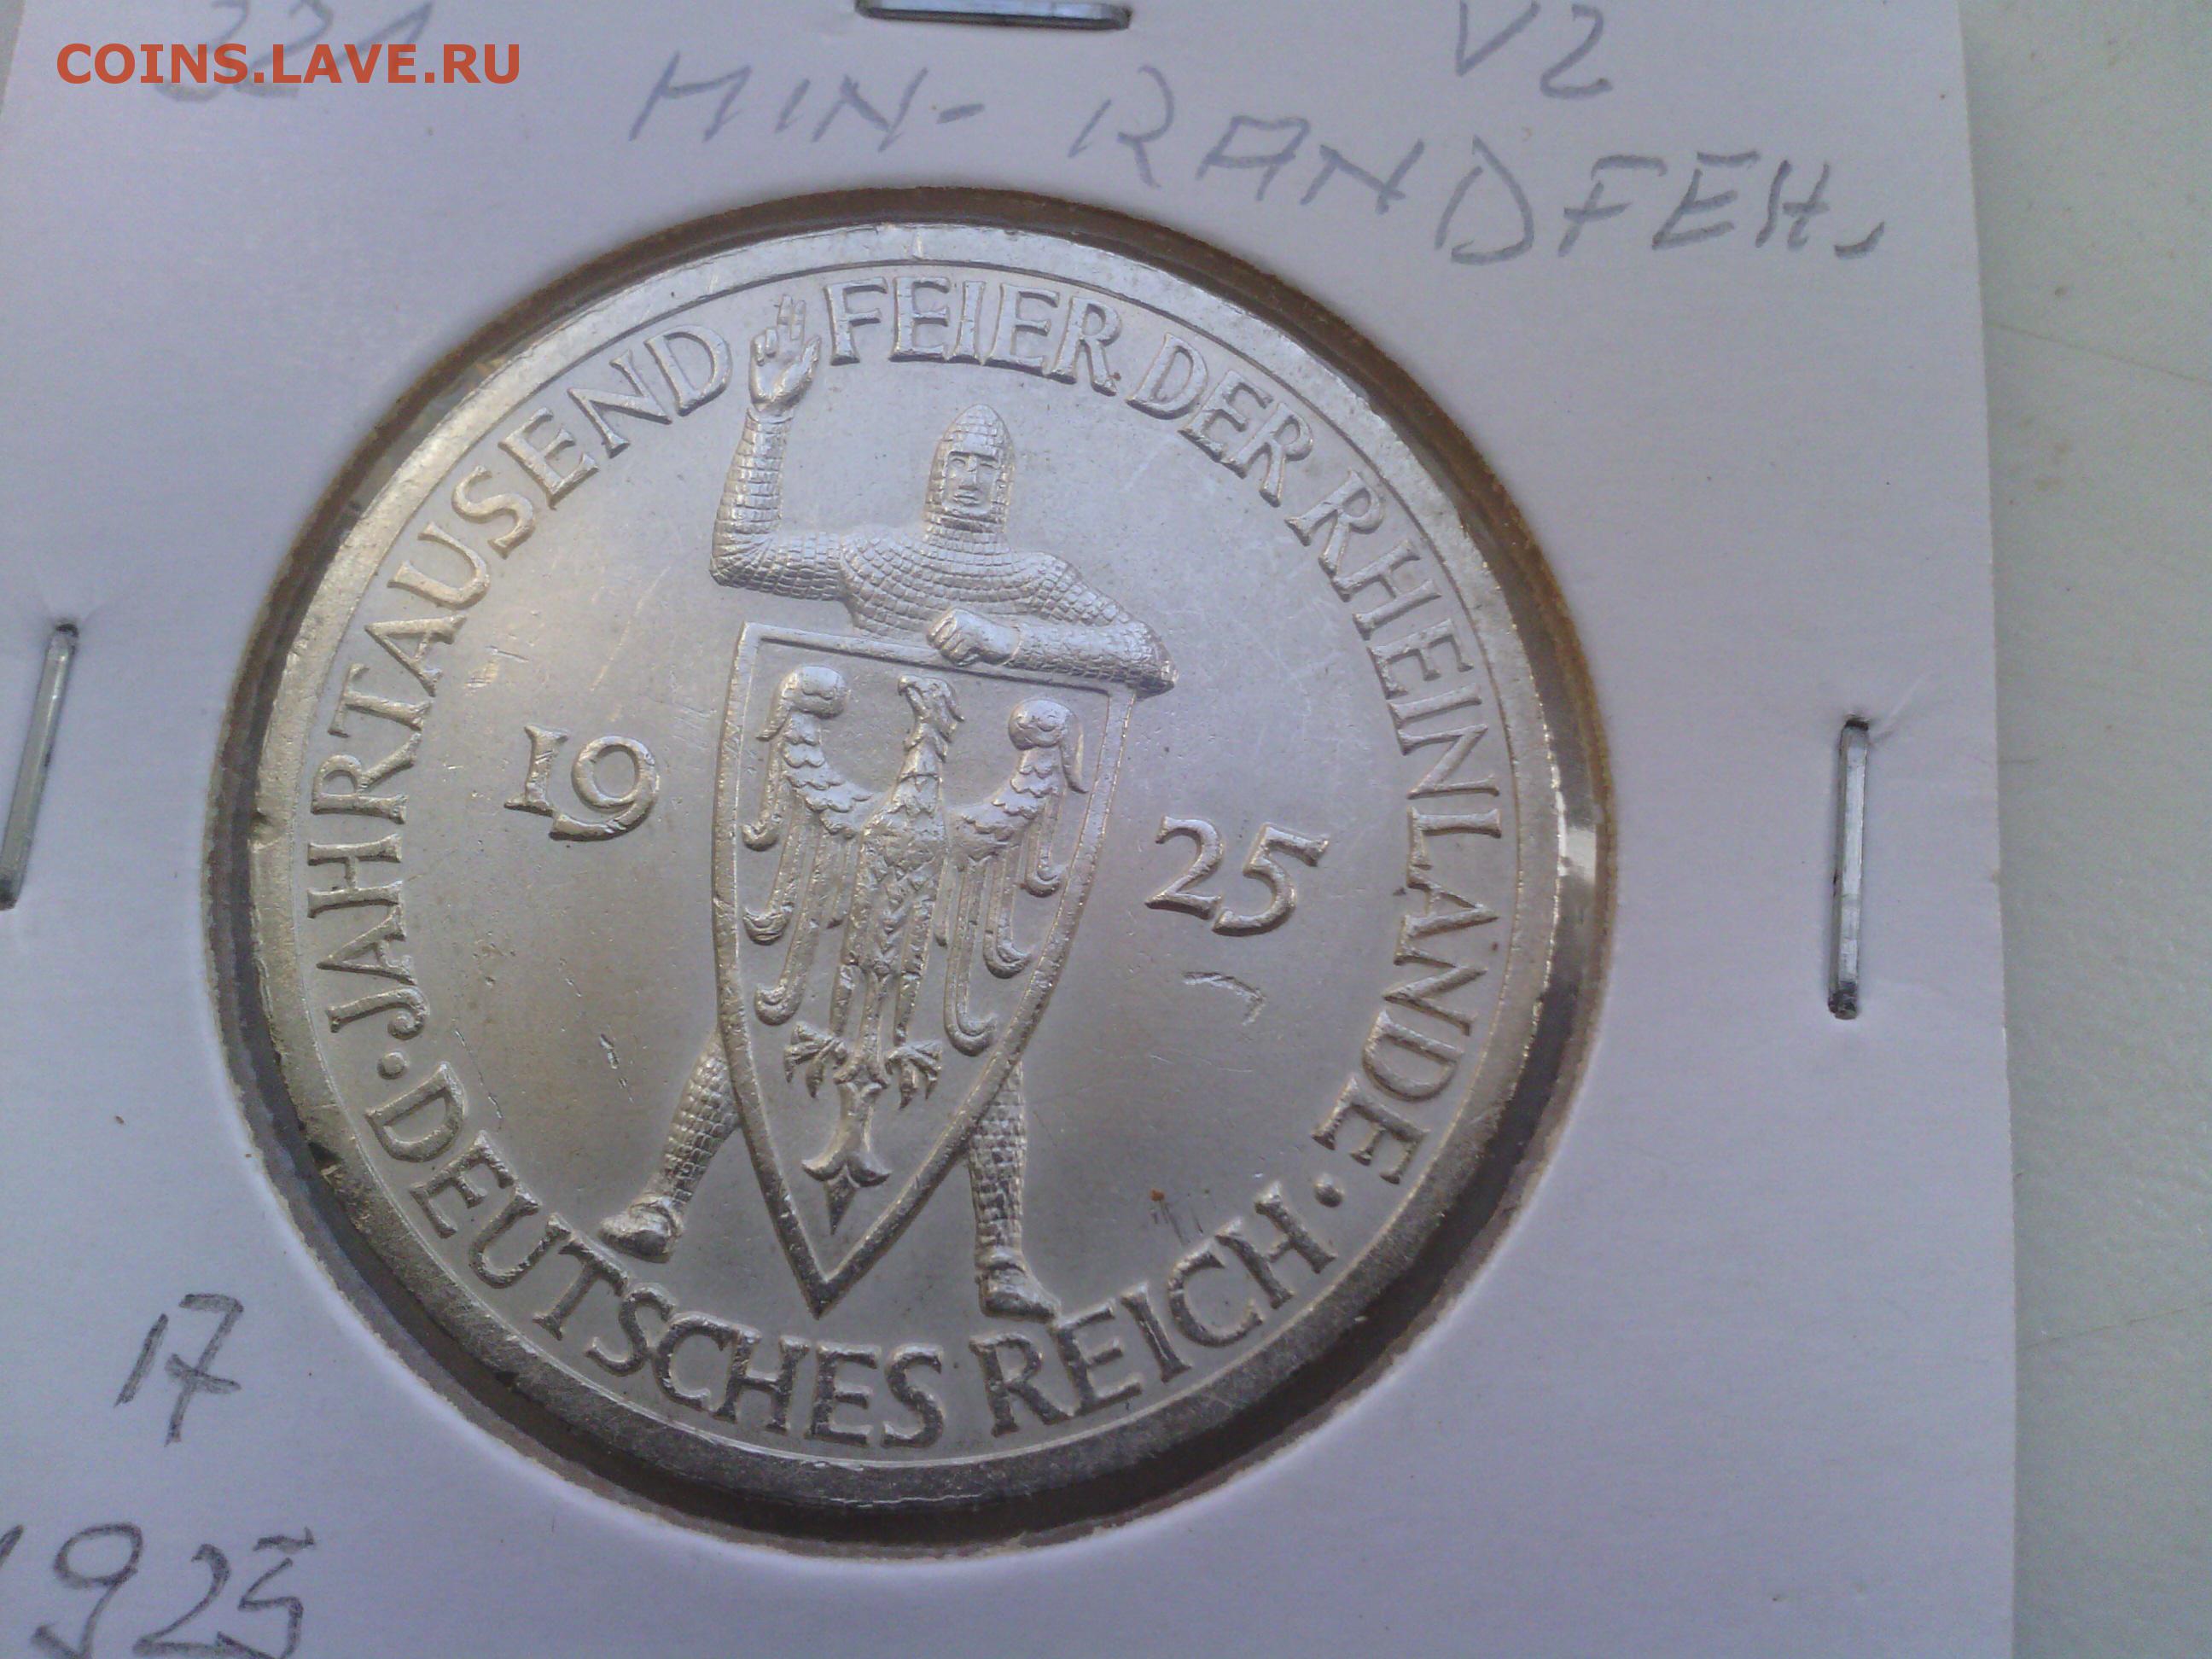 COINS.LAVE.RU
V2
MIN- RANDFEH.
JAHRTAUSEND FEIER DER RHEINLANDE
19 25
· DEUTSCHES REICH ·
17
1925